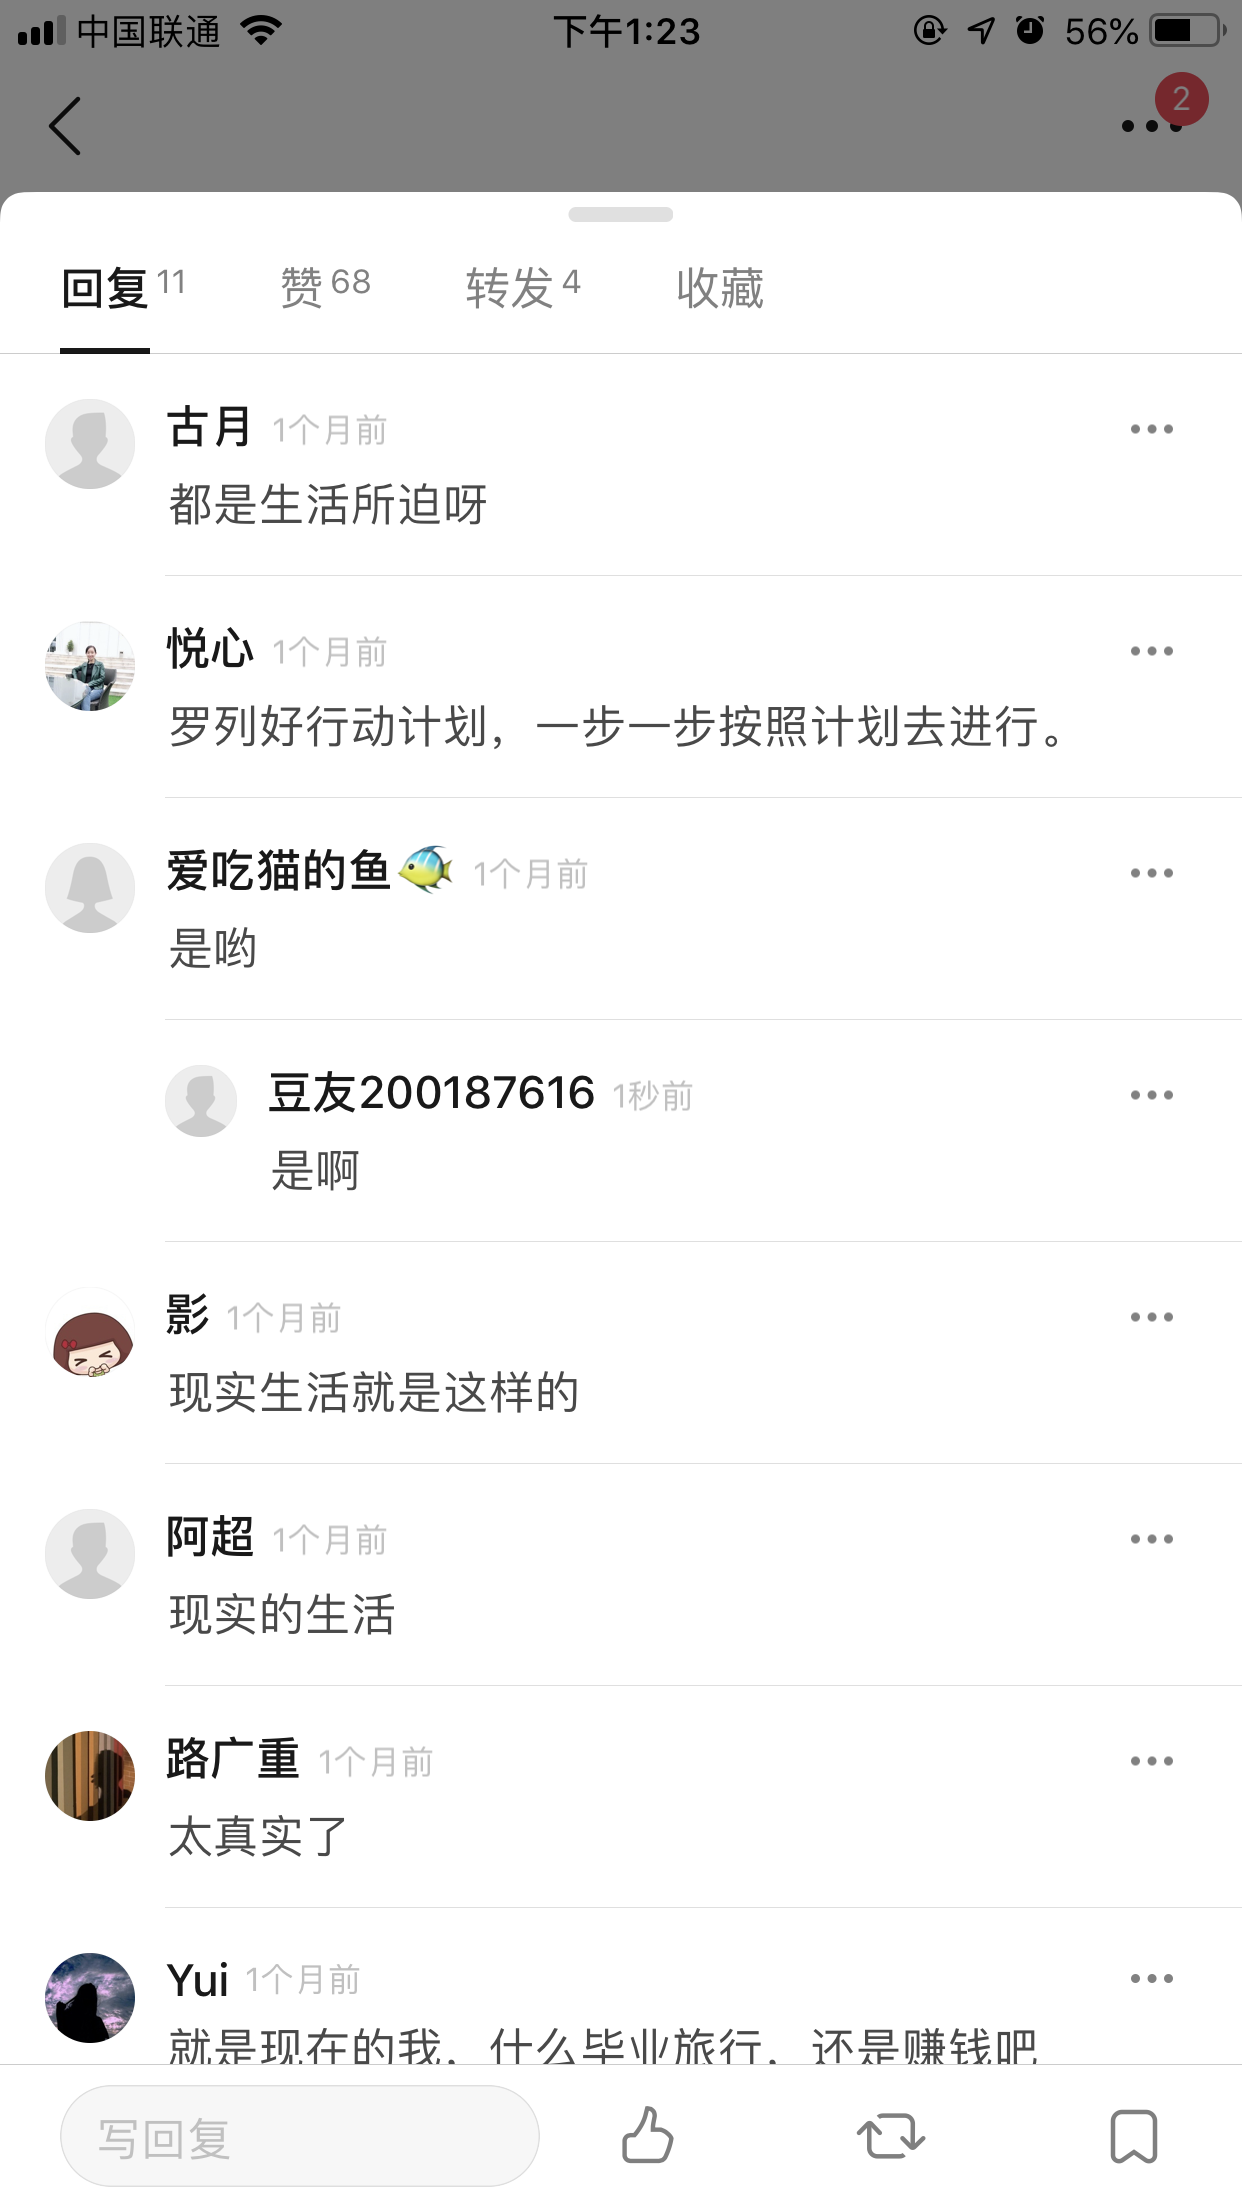 中国联通 下午1:23 56%
2
回复 11 赞 68 转发 4 收藏
古月 1个月前
都是生活所迫呀
悦心 1个月前
罗列好行动计划，一步一步按照计划去进行。
爱吃猫的鱼🐠 1个月前
是哟
豆友200187616 1秒前
是啊
影 1个月前
现实生活就是这样的
阿超 1个月前
现实的生活
路广重 1个月前
太真实了
Yui 1个月前
就是现在的我，什么毕业旅行，还是赚钱吧
写回复